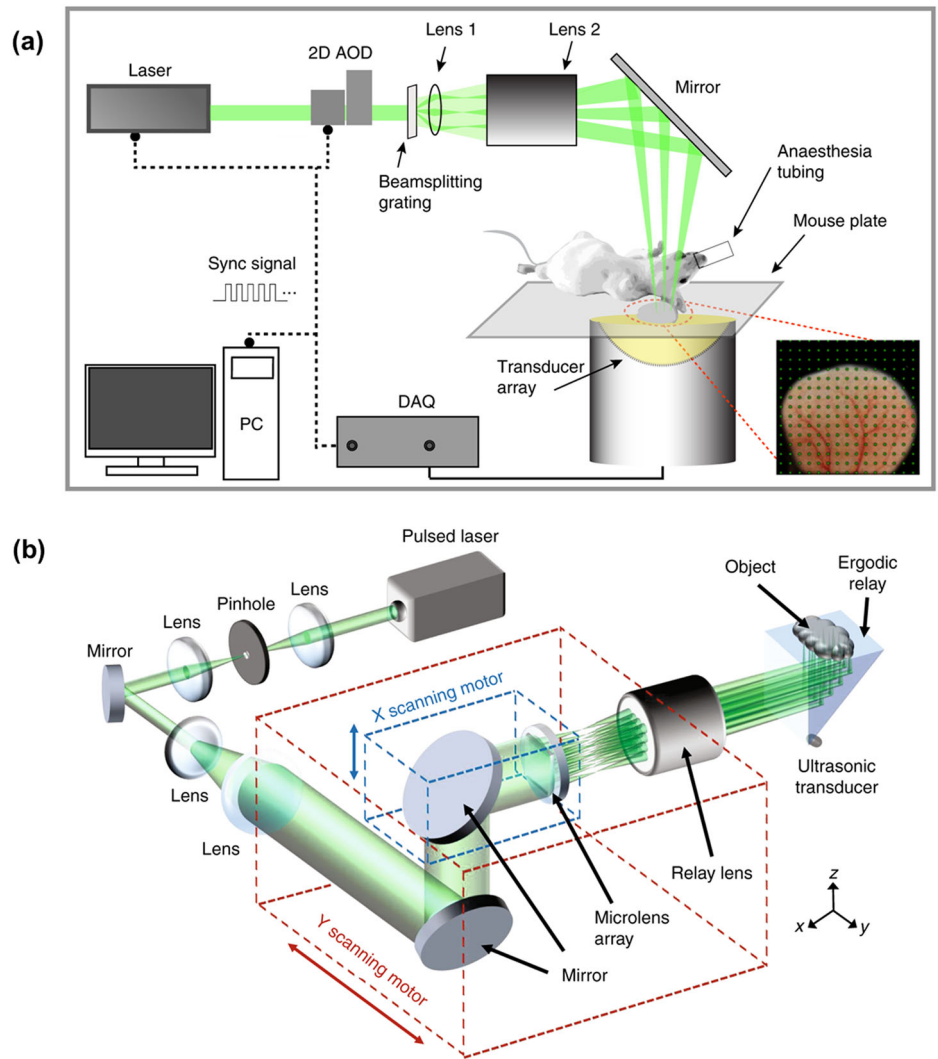 (a)
Laser
2D AOD
Lens 1
Lens 2
Mirror
Beamsplitting
grating
Anaesthesia
tubing
Mouse plate
Sync signal
...
Transducer
array
PC
DAQ
(b)
Pulsed laser
Lens
Pinhole
Lens
Mirror
Object
Ergodic
relay
X scanning motor
Lens
Lens
Ultrasonic
transducer
Relay lens
Microlens
array
Mirror
Y scanning motor
z
x
y